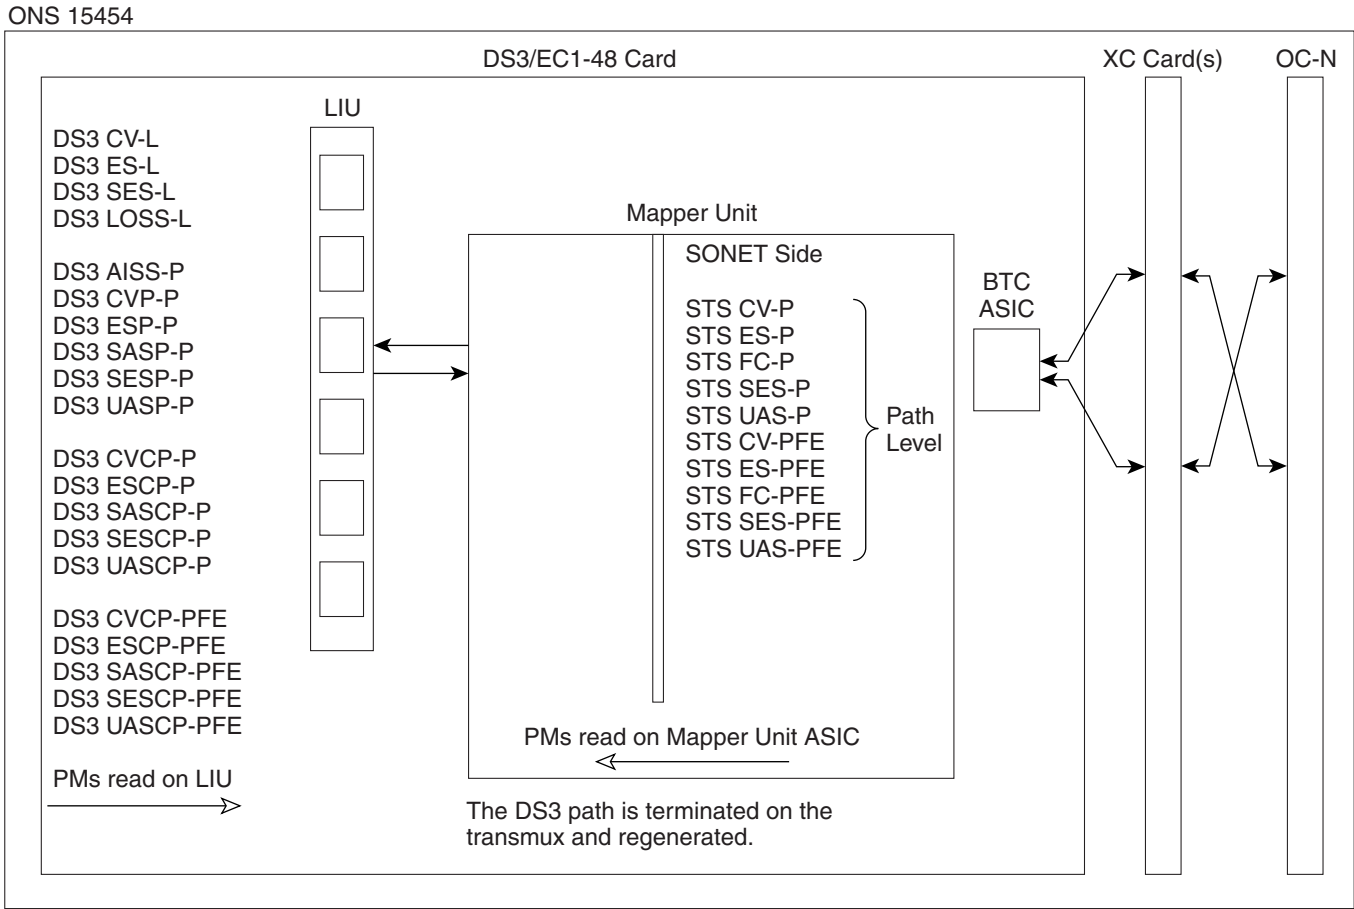 ONS 15454
DS3/EC1-48 Card
XC Card(s)
OC-N
LIU
DS3 CV-L
DS3 ES-L
DS3 SES-L
DS3 LOSS-L
DS3 AISS-P
DS3 CVP-P
DS3 ESP-P
DS3 SASP-P
DS3 SESP-P
DS3 UASP-P
DS3 CVCP-P
DS3 ESCP-P
DS3 SASCP-P
DS3 SESCP-P
DS3 UASCP-P
DS3 CVCP-PFE
DS3 ESCP-PFE
DS3 SASCP-PFE
DS3 SESCP-PFE
DS3 UASCP-PFE
PMs read on LIU
Mapper Unit
SONET Side
STS CV-P
STS ES-P
STS FC-P
STS SES-P
STS UAS-P
STS CV-PFE
STS ES-PFE
STS FC-PFE
STS SES-PFE
STS UAS-PFE
Path
Level
PMs read on Mapper Unit ASIC
The DS3 path is terminated on the
transmux and regenerated.
BTC
ASIC